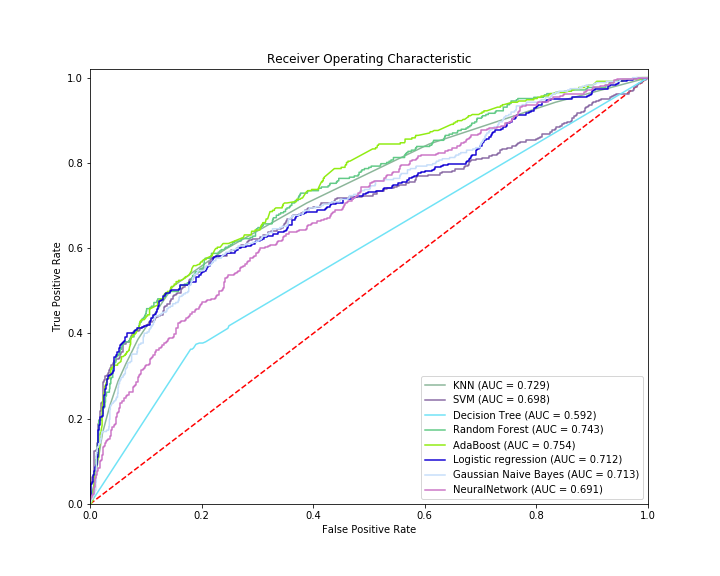 Receiver Operating Characteristic
1.0
0.8
0.6
0.4
0.2
0.0
True Positive Rate
KNN (AUC = 0.729)
SVM (AUC = 0.698)
Decision Tree (AUC = 0.592)
Random Forest (AUC = 0.743)
AdaBoost (AUC = 0.754)
Logistic regression (AUC = 0.712)
Gaussian Naive Bayes (AUC = 0.713)
NeuralNetwork (AUC = 0.691)
0.0 0.2 0.4 0.6 0.8 1.0
False Positive Rate